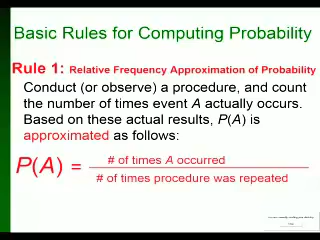 Basic Rules for Computing Probability
Rule 1: Relative Frequency Approximation of Probability
Conduct (or observe) a procedure, and count
the number of times event A actually occurs.
Based on these actual results, P(A) is
approximated as follows:
P(A) =
# of times A occurred
# of times procedure was repeated